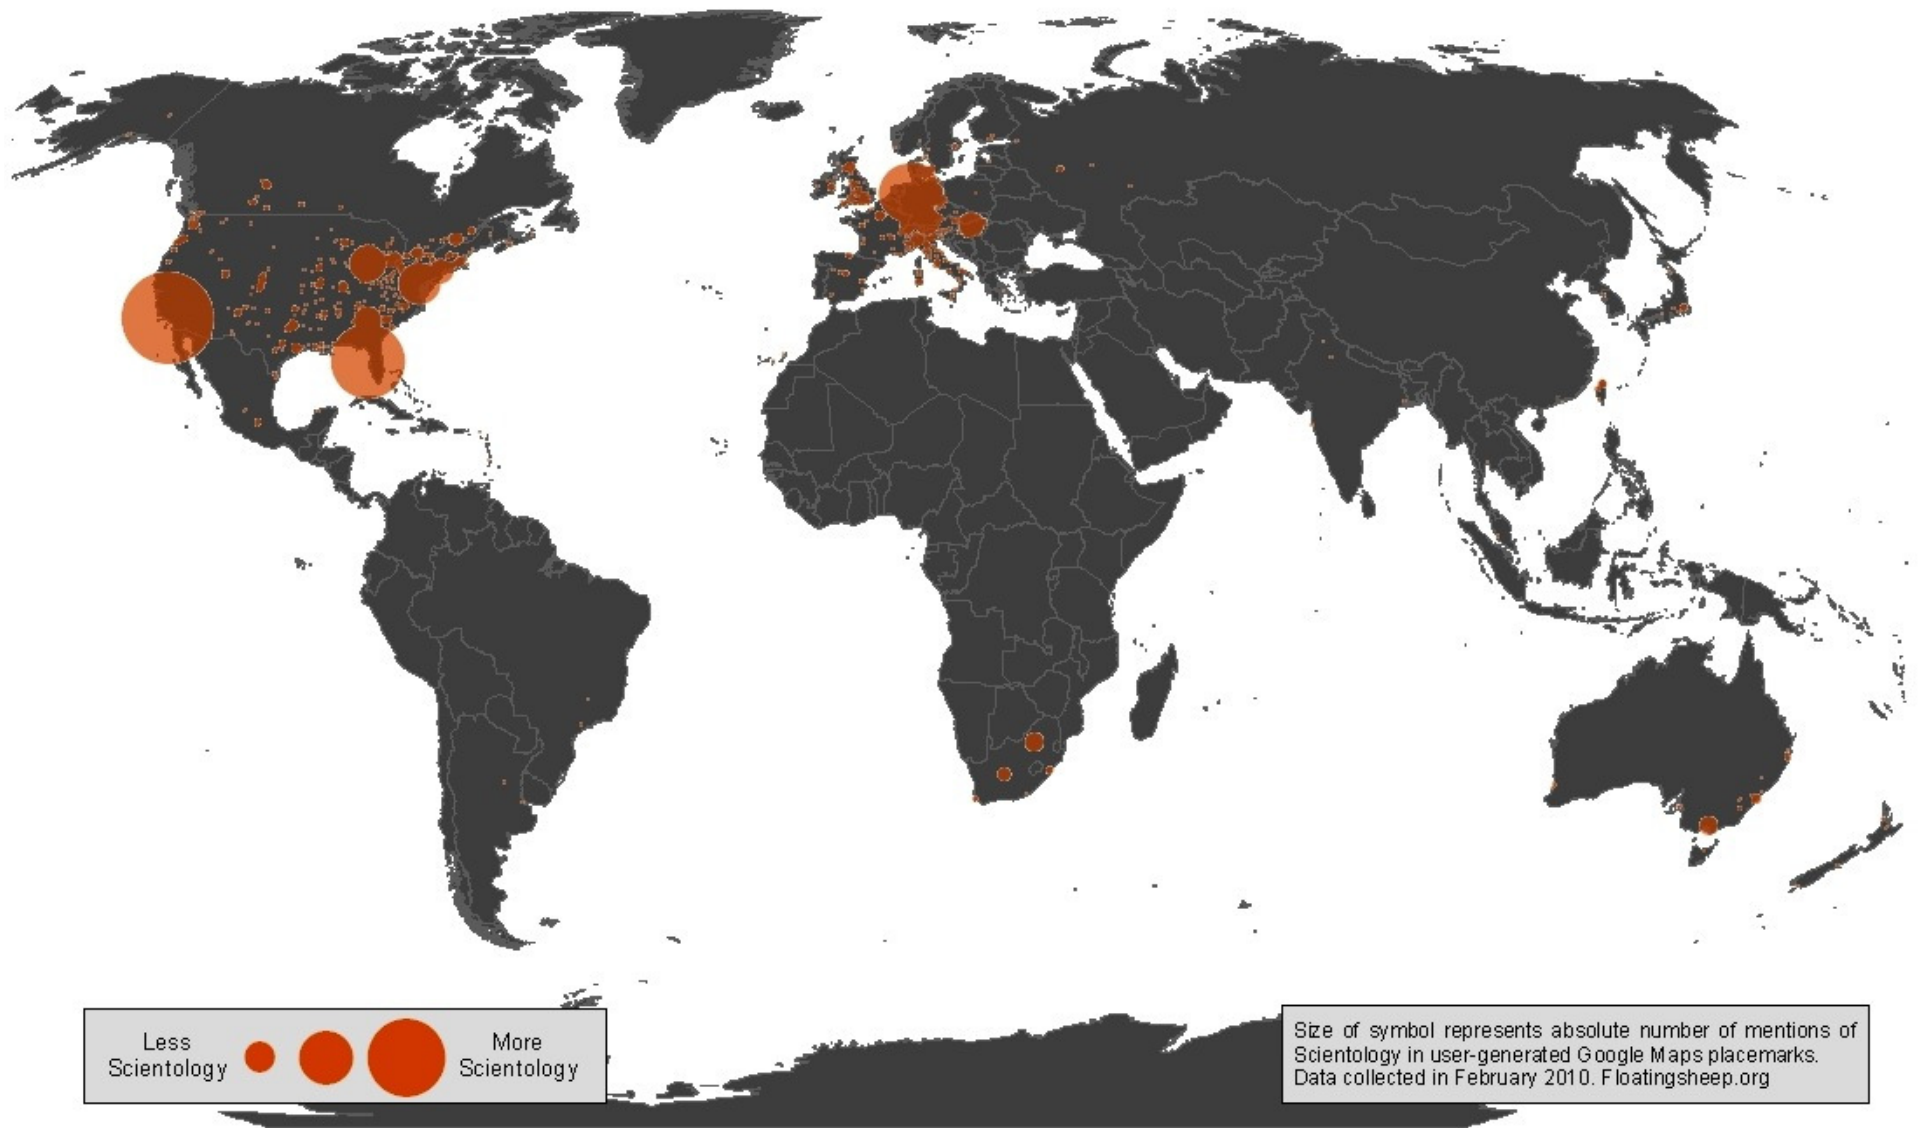 Less
Scientology
More
Scientology
Size of symbol represents absolute number of mentions of
Scientology in user-generated Google Maps placemarks.
Data collected in February 2010. Floatingsheep.org